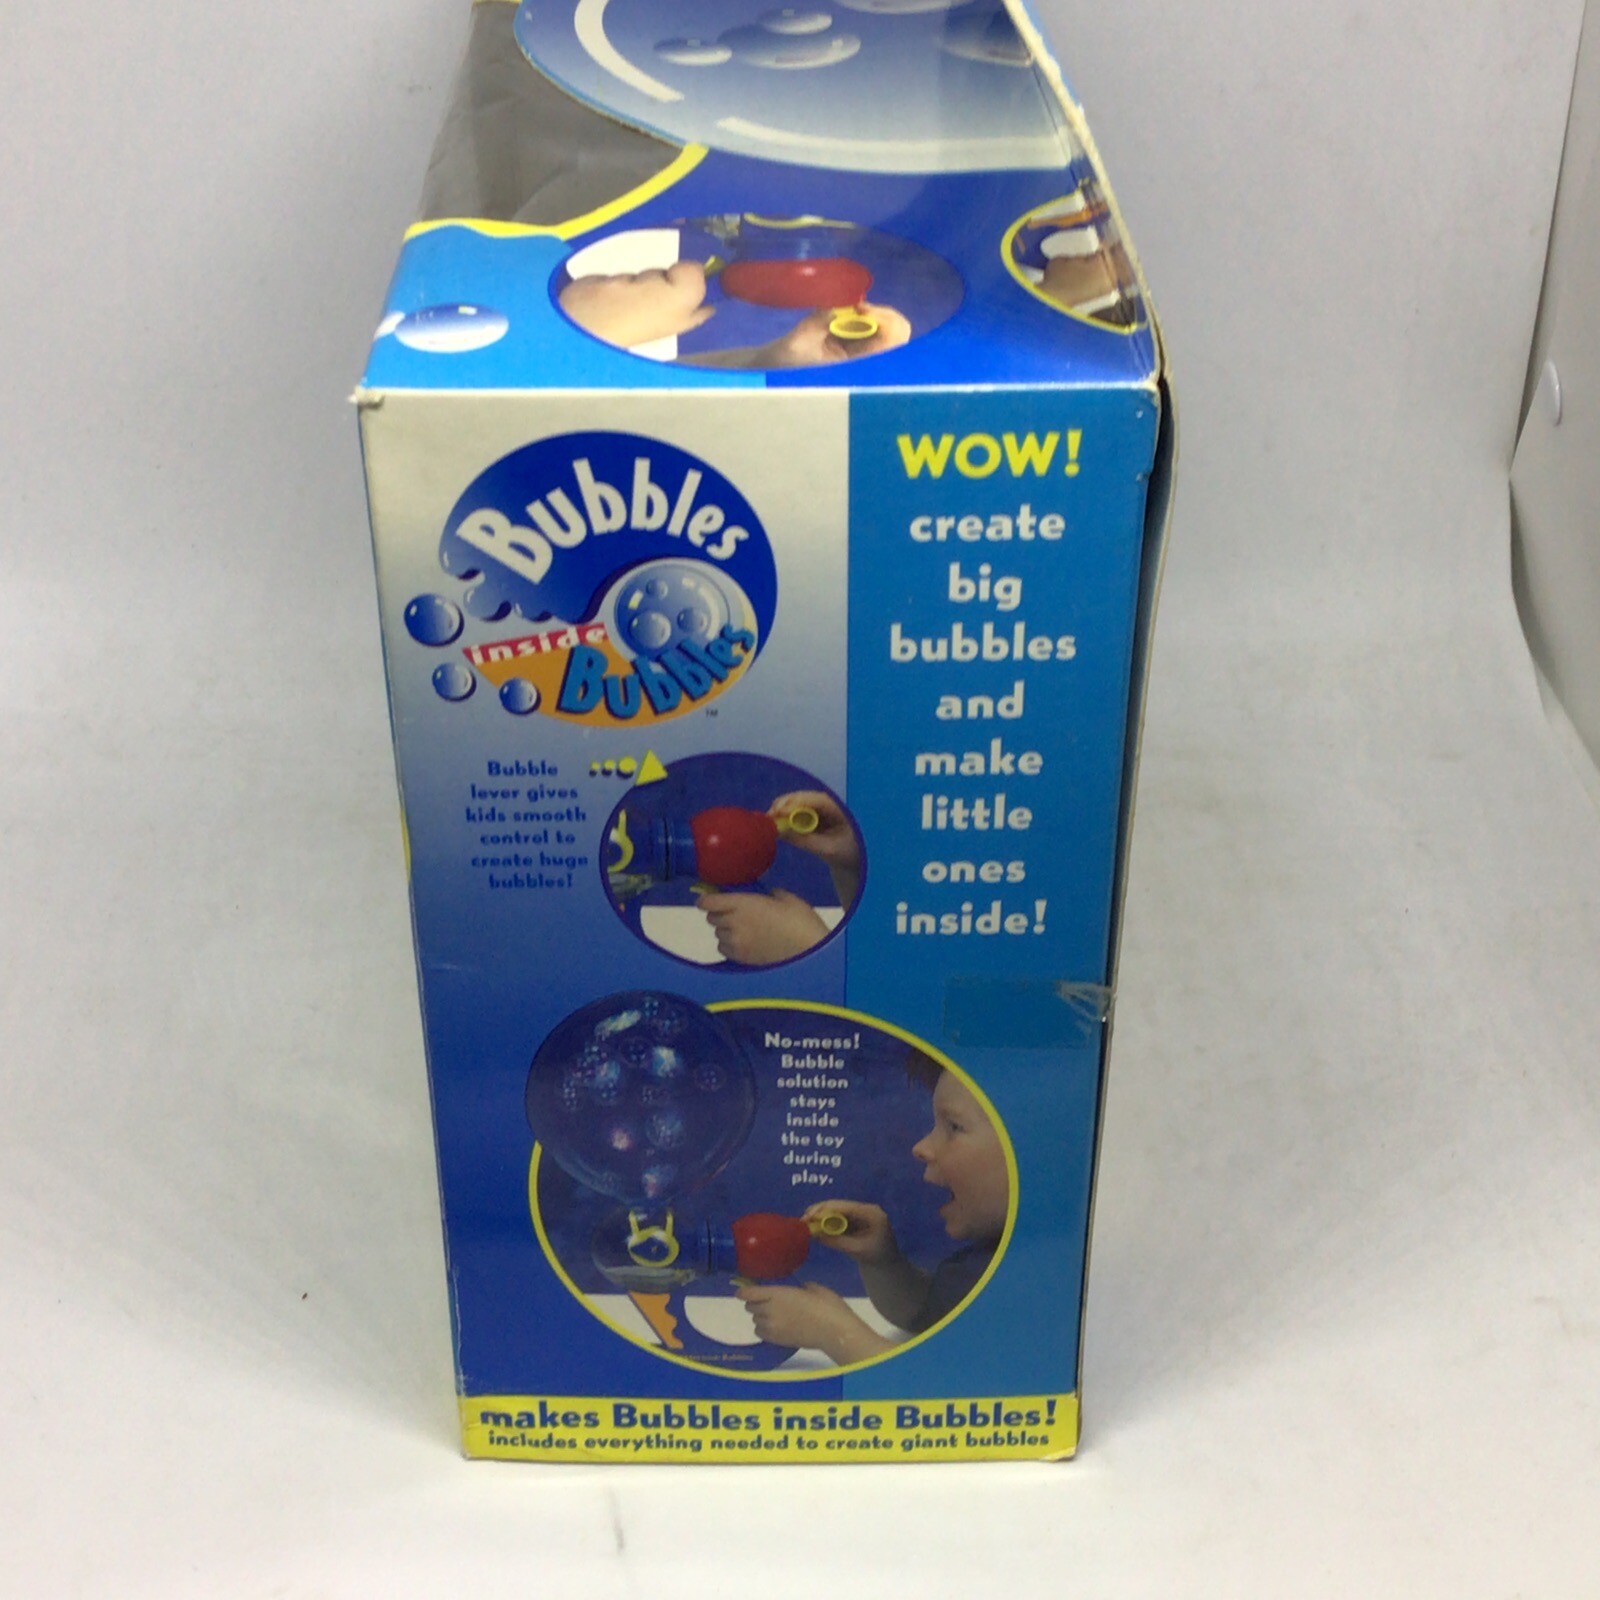 Bubbles
inside
Bubbles
TM
WOW!
create
big
bubbles
and
make
little
ones
inside!
Bubble
lever gives
kids smooth
control to
create huge
bubbles!
No-mess!
Bubble
solution
stays
inside
the toy
during
play.
makes Bubbles inside Bubbles!
includes everything needed to create giant bubbles